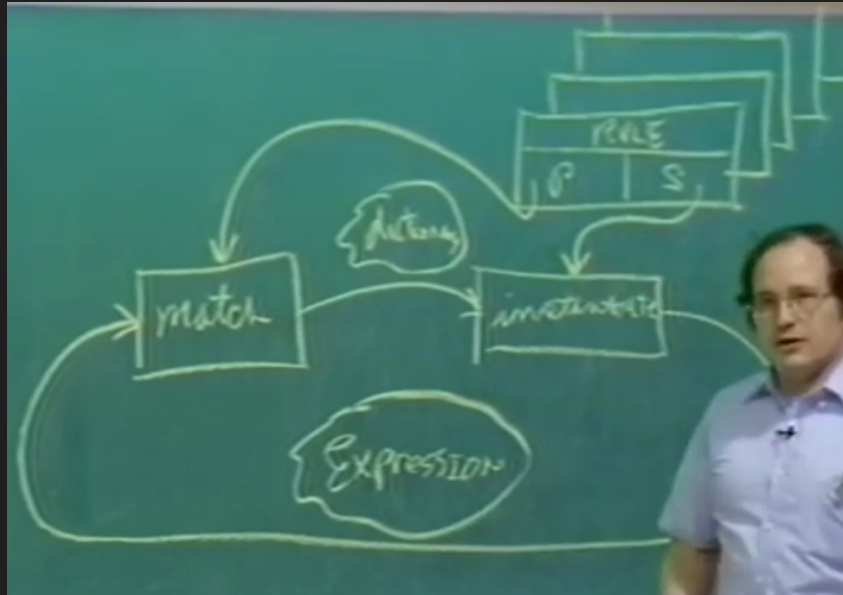 RULE
P S
dictionary
match
instantiate
Expression